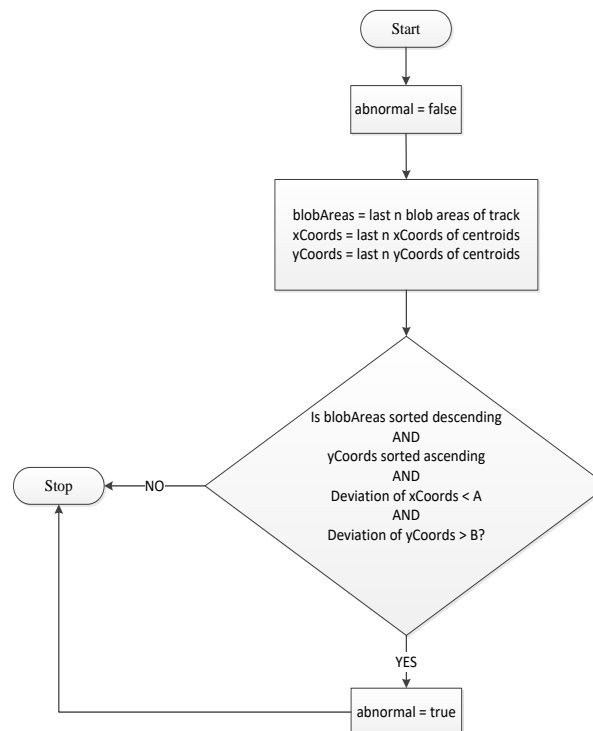 Start
abnormal = false
blobAreas = last n blob areas of track
xCoords = last n xCoords of centroids
yCoords = last n yCoords of centroids
Is blobAreas sorted descending
AND
yCoords sorted ascending
AND
Deviation of xCoords < A
AND
Deviation of yCoords > B?
NO
Stop
YES
abnormal = true